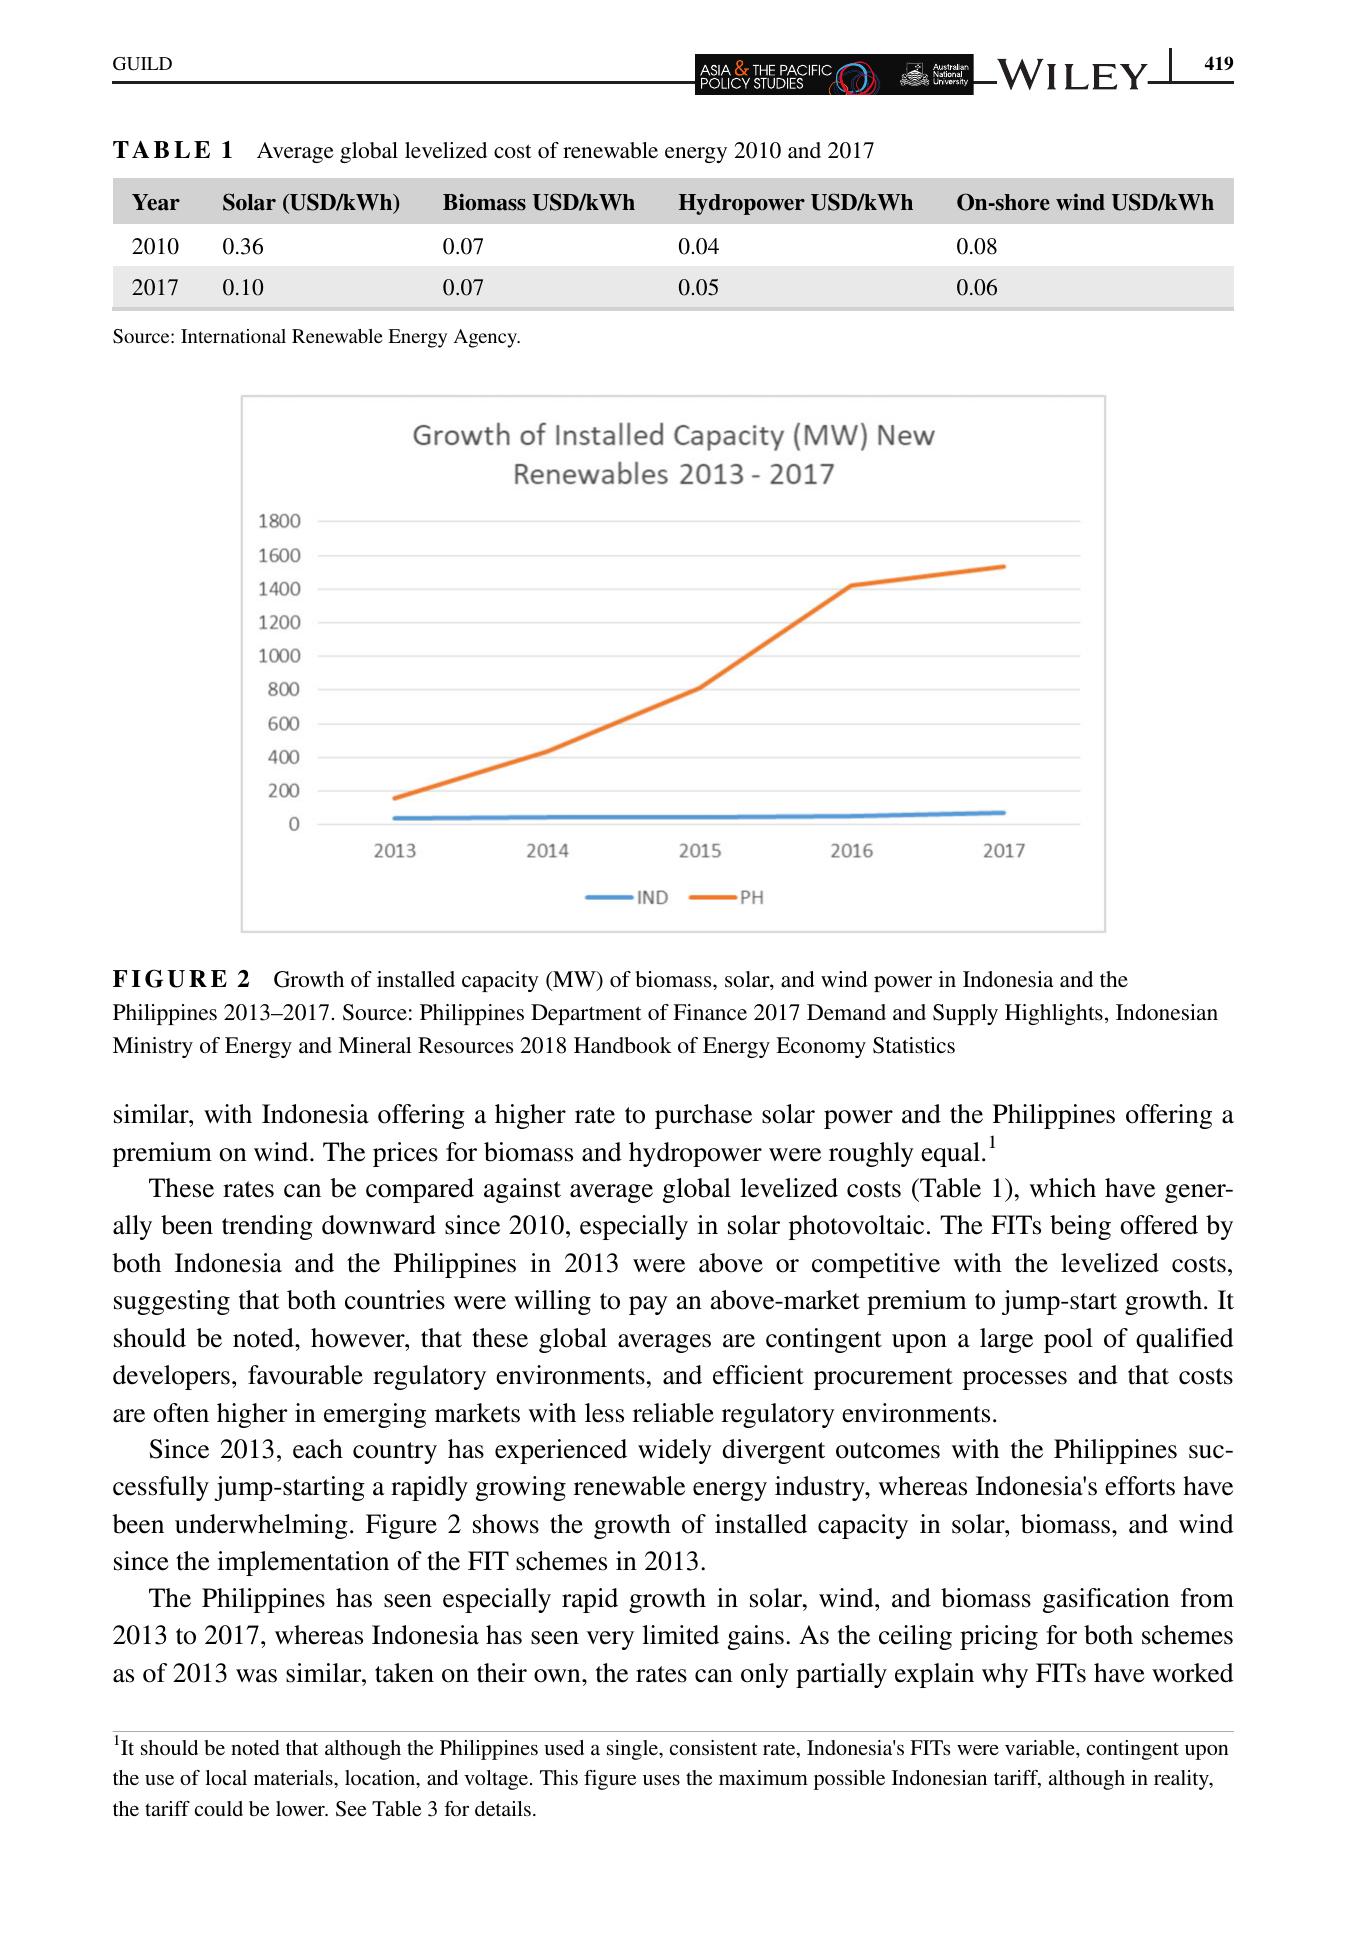 GUILD
ASIA & THE PACIFIC
POLICY STUDIES
Australian
National
University
WILEY
419
TABLE 1 Average global levelized cost of renewable energy 2010 and 2017
Year Solar (USD/kWh) Biomass USD/kWh Hydropower USD/kWh On-shore wind USD/kWh
2010 0.36 0.07 0.04 0.08
2017 0.10 0.07 0.05 0.06
Source: International Renewable Energy Agency.
Growth of Installed Capacity (MW) New
Renewables 2013 - 2017
1800
1600
1400
1200
1000
800
600
400
200
0
2013 2014 2015 2016 2017
IND PH
FIGURE 2 Growth of installed capacity (MW) of biomass, solar, and wind power in Indonesia and the
Philippines 2013–2017. Source: Philippines Department of Finance 2017 Demand and Supply Highlights, Indonesian
Ministry of Energy and Mineral Resources 2018 Handbook of Energy Economy Statistics
similar, with Indonesia offering a higher rate to purchase solar power and the Philippines offering a
premium on wind. The prices for biomass and hydropower were roughly equal.1
These rates can be compared against average global levelized costs (Table 1), which have gener-
ally been trending downward since 2010, especially in solar photovoltaic. The FITs being offered by
both Indonesia and the Philippines in 2013 were above or competitive with the levelized costs,
suggesting that both countries were willing to pay an above-market premium to jump-start growth. It
should be noted, however, that these global averages are contingent upon a large pool of qualified
developers, favourable regulatory environments, and efficient procurement processes and that costs
are often higher in emerging markets with less reliable regulatory environments.
Since 2013, each country has experienced widely divergent outcomes with the Philippines suc-
cessfully jump-starting a rapidly growing renewable energy industry, whereas Indonesia's efforts have
been underwhelming. Figure 2 shows the growth of installed capacity in solar, biomass, and wind
since the implementation of the FIT schemes in 2013.
The Philippines has seen especially rapid growth in solar, wind, and biomass gasification from
2013 to 2017, whereas Indonesia has seen very limited gains. As the ceiling pricing for both schemes
as of 2013 was similar, taken on their own, the rates can only partially explain why FITs have worked
1It should be noted that although the Philippines used a single, consistent rate, Indonesia's FITs were variable, contingent upon
the use of local materials, location, and voltage. This figure uses the maximum possible Indonesian tariff, although in reality,
the tariff could be lower. See Table 3 for details.